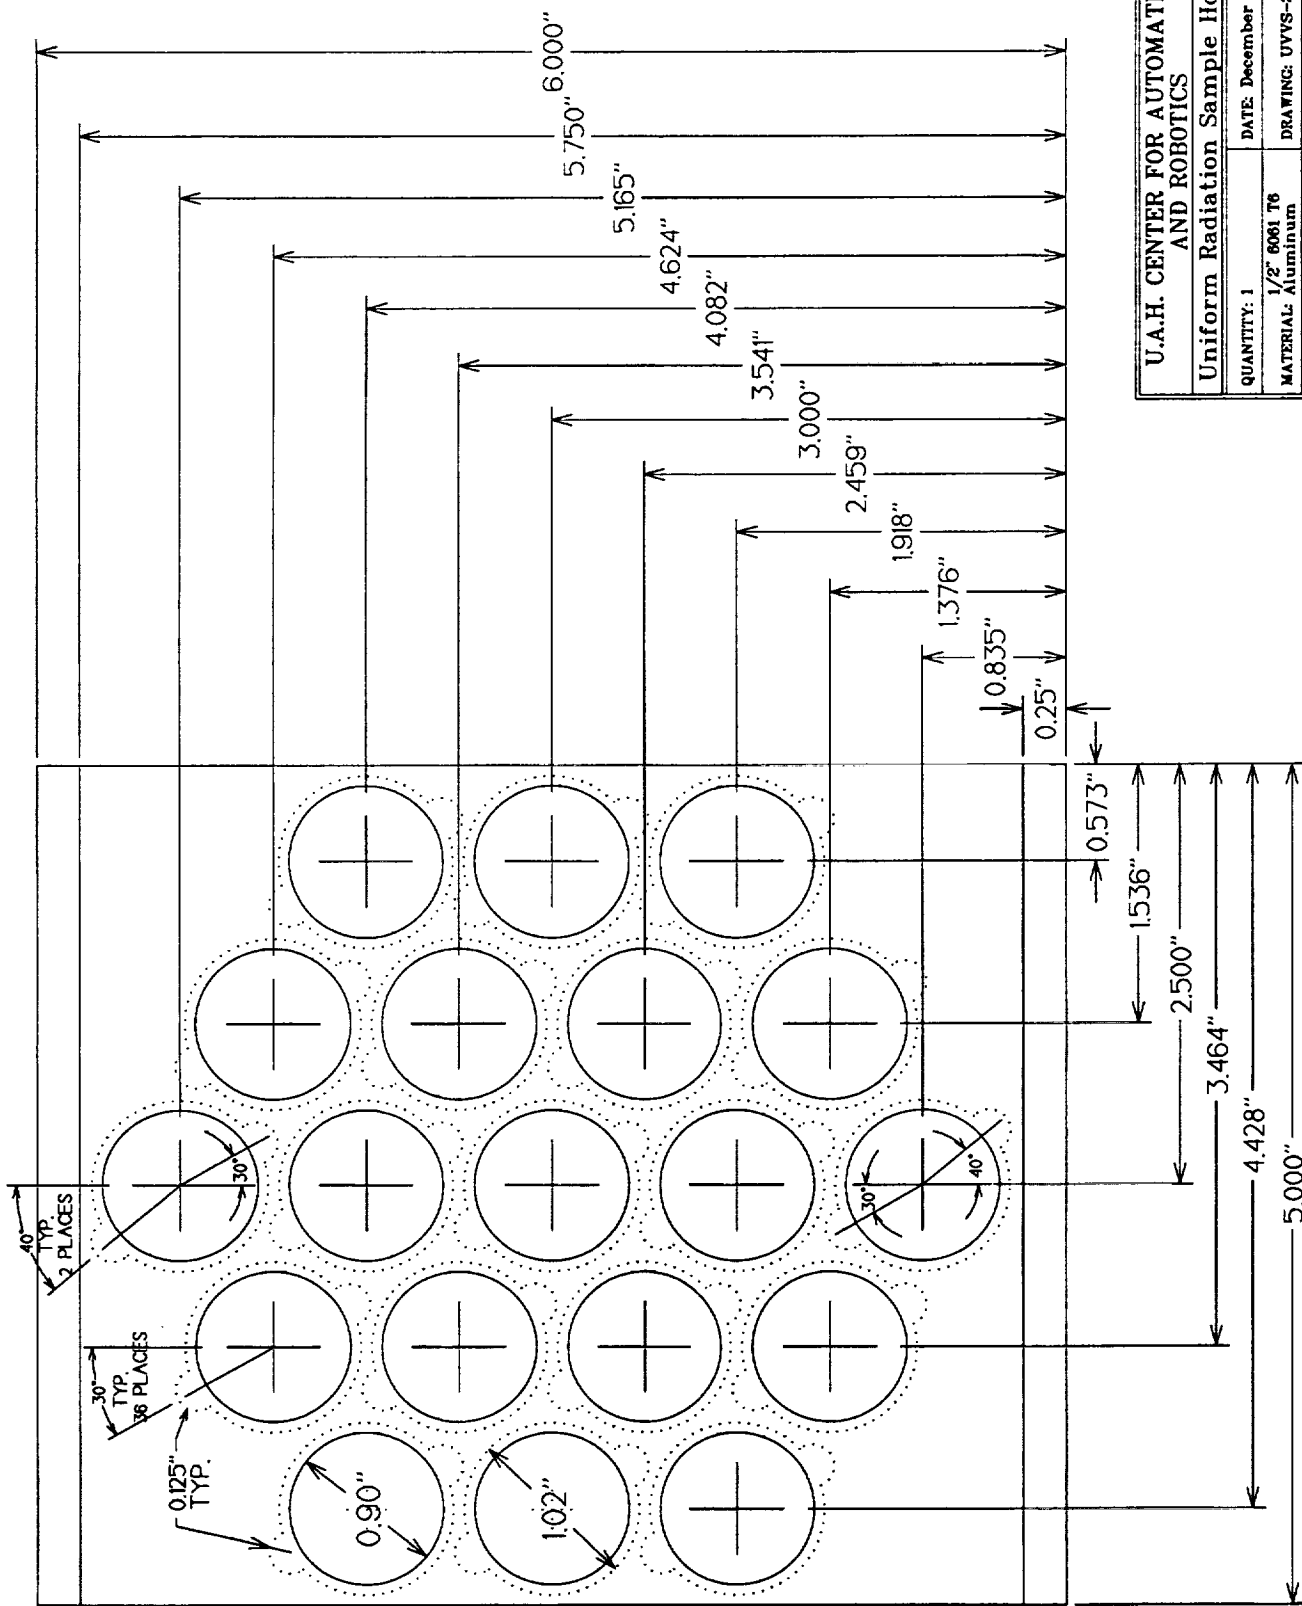 6.000"
5.750"
5.165"
4.624"
4.082"
3.541"
3.000"
2.459"
1.918"
1.376"
0.835"
0.25"
0.573"
1.536"
2.500"
3.464"
4.428"
5.000"
40°
TYP.
2 PLACES
30°
30°
TYP.
36 PLACES
0.125"
TYP.
0.90"
1.02"
30°
40°
U.A.H. CENTER FOR AUTOMATI
AND ROBOTICS
Uniform Radiation Sample Ho
QUANTITY: 1
DATE: December
MATERIAL: 1/2" 6061 T6
Aluminum
DRAWING: UVVS-